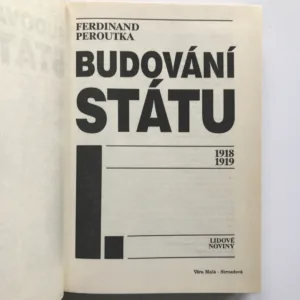 FERDINAND
PEROUTKA
BUDOVÁNÍ
STÁTU
I.
1918
1919
LIDOVÉ
NOVINY